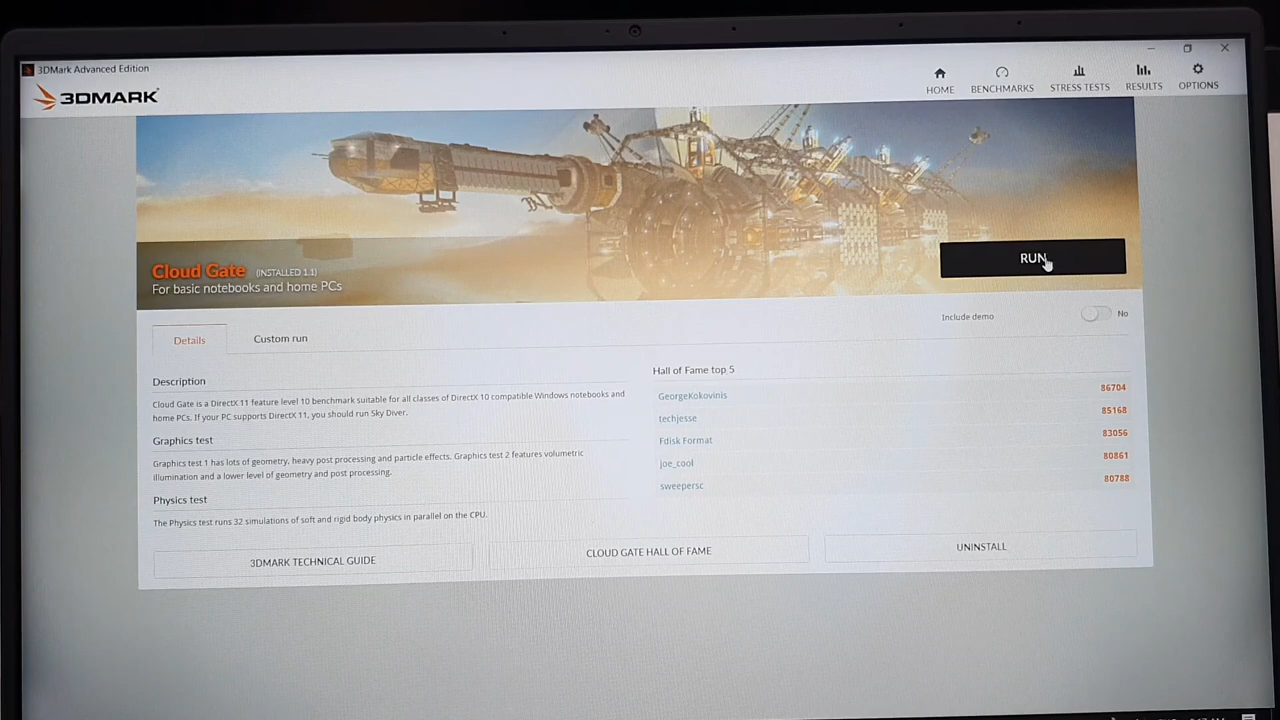 3DMark Advanced Edition
3DMARK
HOME
BENCHMARKS
STRESS TESTS
RESULTS
OPTIONS
Cloud Gate (INSTALLED 1.1)
For basic notebooks and home PCs
RUN
Include demo
No
Details
Custom run
Description
Cloud Gate is a DirectX 11 feature level 10 benchmark suitable for all classes of DirectX 10 compatible Windows notebooks and
home PCs. If your PC supports DirectX 11, you should run Sky Diver.
Graphics test
Graphics test 1 has lots of geometry, heavy post processing and particle effects. Graphics test 2 features volumetric
illumination and a lower level of geometry and post processing.
Physics test
The Physics test runs 32 simulations of soft and rigid body physics in parallel on the CPU.
Hall of Fame top 5
GeorgeKokovinis 86704
techjesse 85168
Fdisk Format 83056
joe_cool 80861
sweepersc 80788
3DMARK TECHNICAL GUIDE
CLOUD GATE HALL OF FAME
UNINSTALL